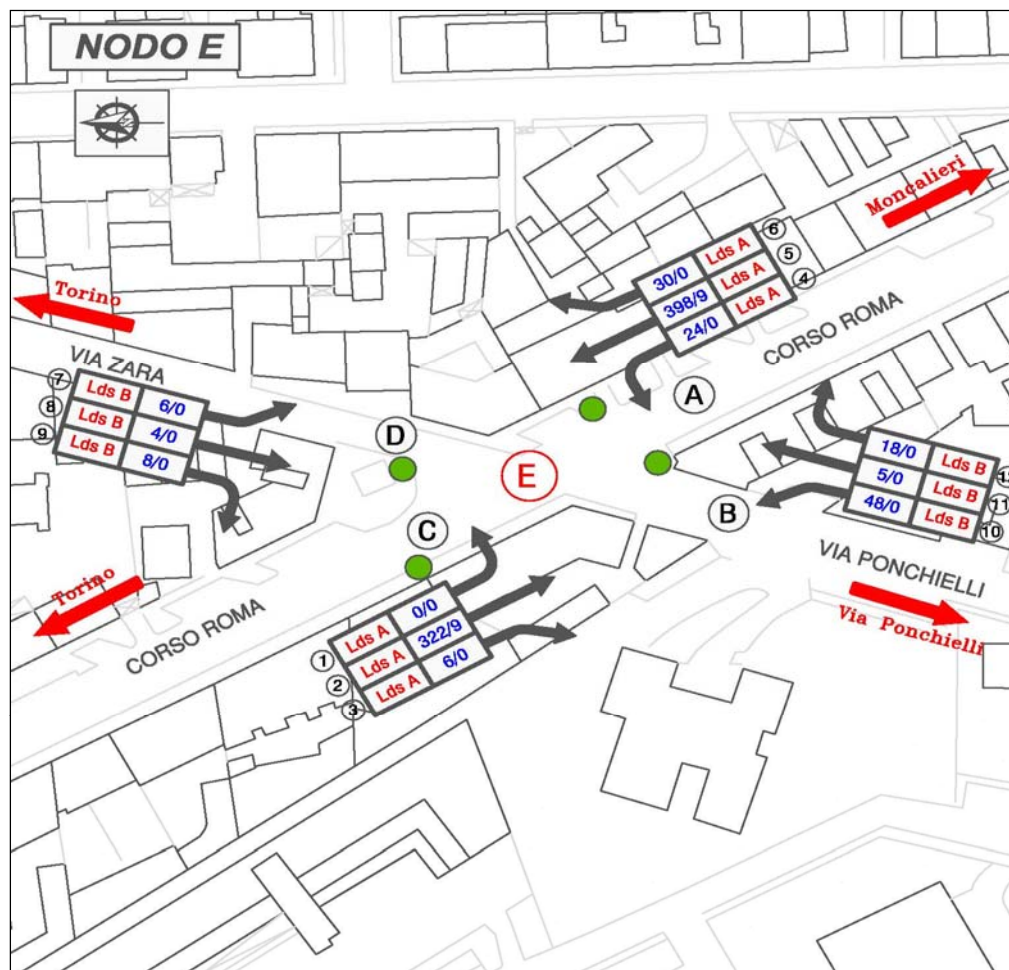 NODO E
Moncalieri
6
30/0 Lds A
5
398/9 Lds A
4
24/0 Lds A
Torino
CORSO ROMA
VIA ZARA
7
Lds B 6/0
8
Lds B 4/0
9
Lds B 8/0
A
D
E
B
C
18/0 Lds B
12
5/0 Lds B
11
48/0 Lds B
10
VIA PONCHIELLI
Via Ponchielli
Torino
CORSO ROMA
Lds A 0/0
1
Lds A 322/9
2
Lds A 6/0
3